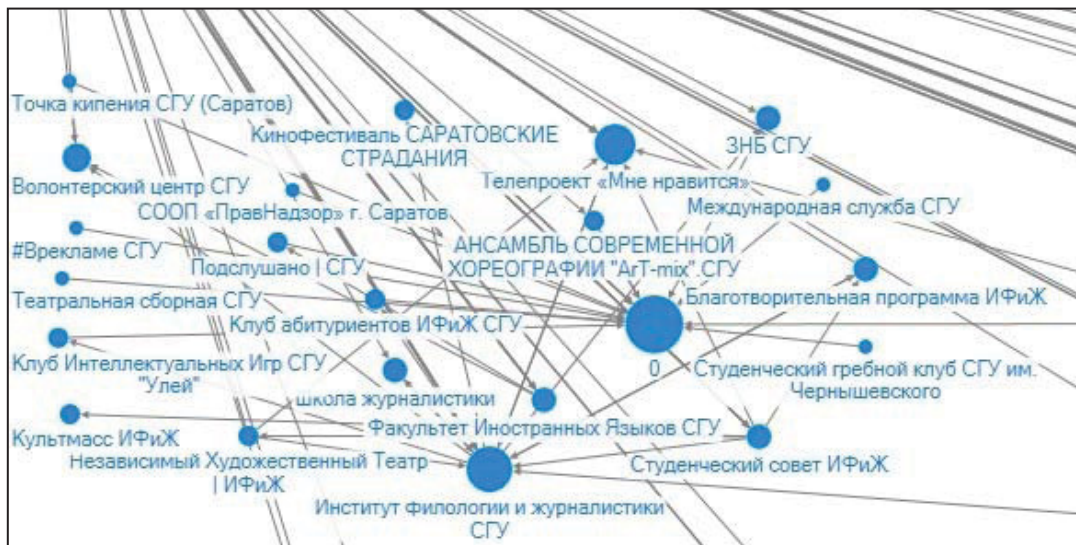 Точка кипения СГУ (Саратов)
Кинофестиваль САРАТОВСКИЕ
СТРАДАНИЯ
ЗНБ СГУ
Волонтерский центр СГУ
Телепроект «Мне нравится»
СООП «ПравНадзор» г. Саратов
Международная служба СГУ
#Врекламе СГУ
Подслушано | СГУ
АНСАМБЛЬ СОВРЕМЕННОЙ
ХОРЕОГРАФИИ "ArT-mix" СГУ
Театральная сборная СГУ
Благотворительная программа ИФиЖ
Клуб абитуриентов ИФиЖ СГУ
Клуб Интеллектуальных Игр СГУ
"Улей"
0
Студенческий гребной клуб СГУ им.
Чернышевского
школа журналистики
Культмасс ИФиЖ
Факультет Иностранных Языков СГУ
Независимый Художественный Театр
| ИФиЖ
Студенческий совет ИФиЖ
Институт филологии и журналистики
СГУ